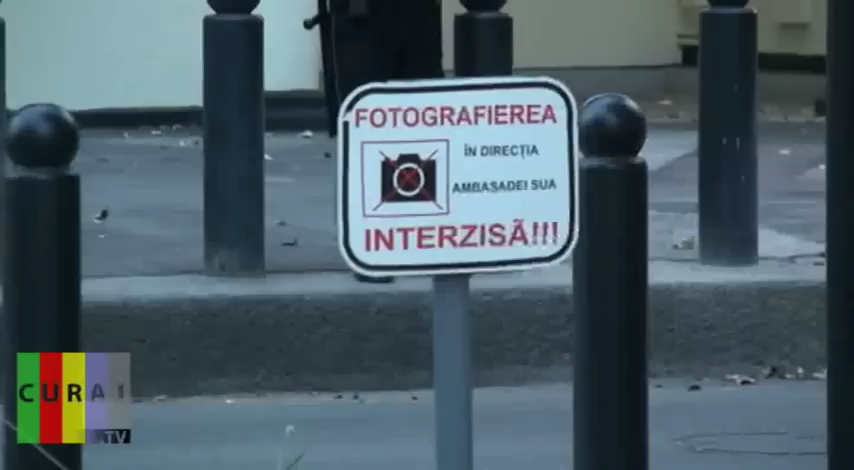 FOTOGRAFIEREA
ÎN DIRECȚIA
AMBASADEI SUA
INTERZISĂ!!!
CURAJ
.TV